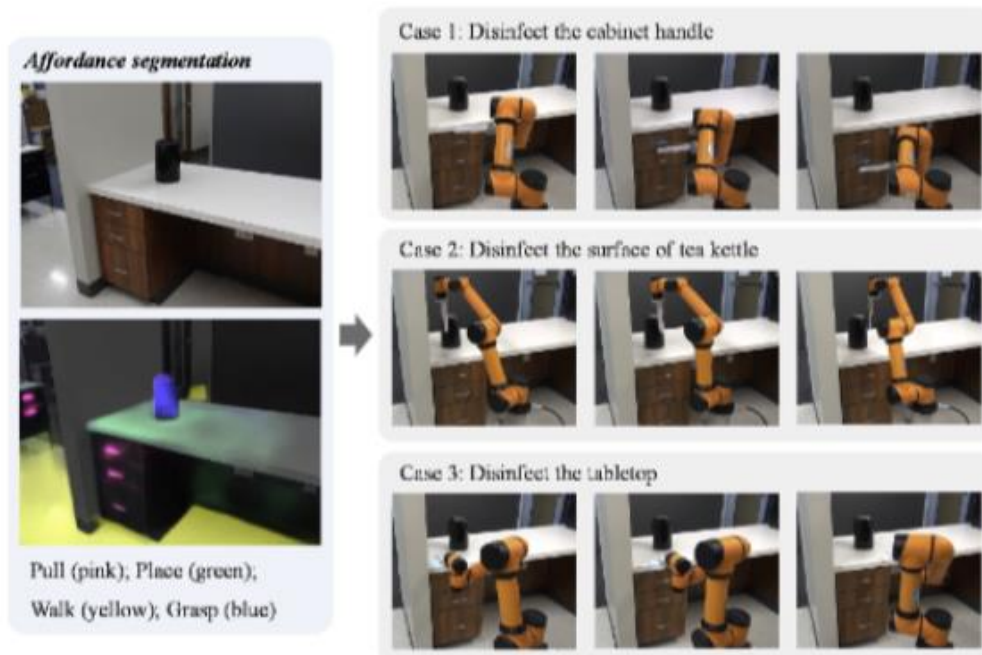 Affordance segmentation
Pull (pink); Place (green);
Walk (yellow); Grasp (blue)
Case 1: Disinfect the cabinet handle
Case 2: Disinfect the surface of tea kettle
Case 3: Disinfect the tabletop